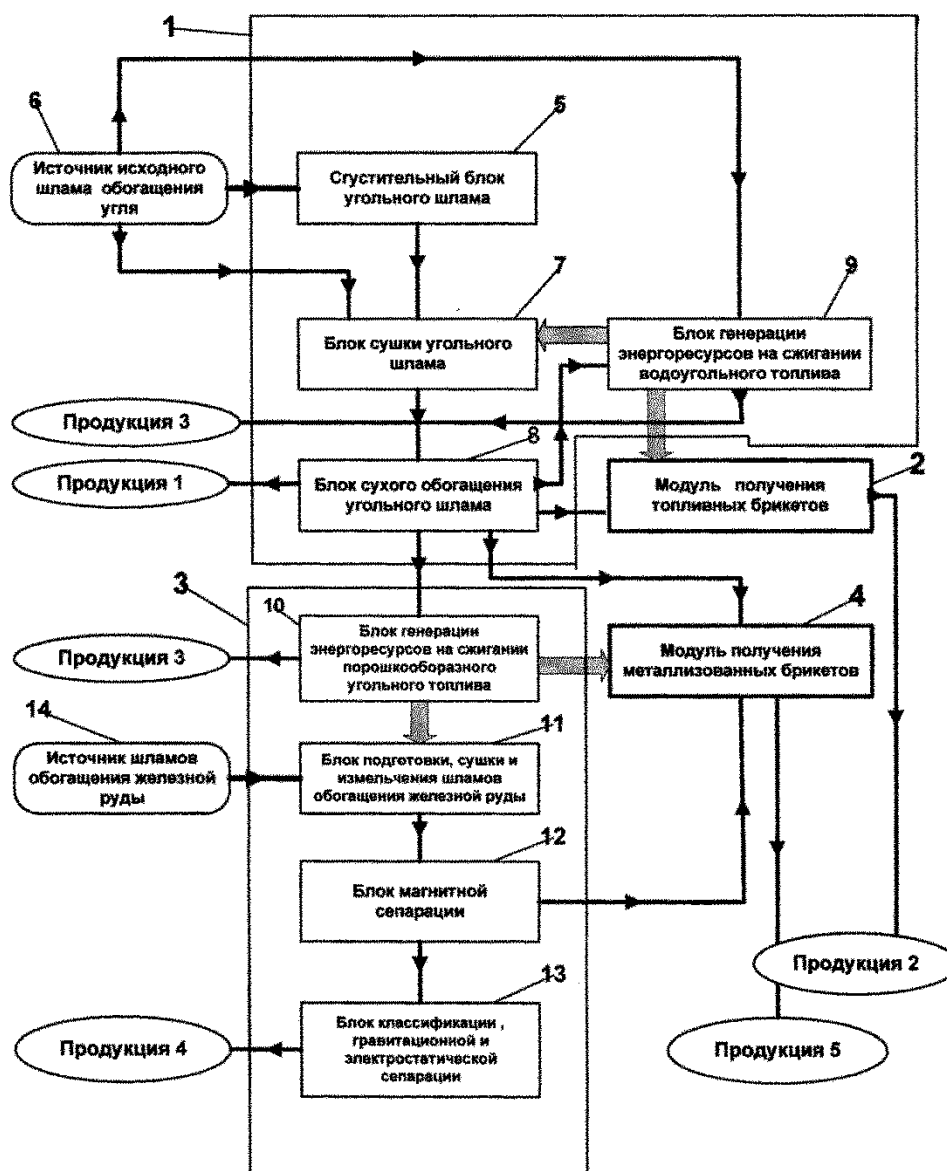 1
6
5
Источник исходного
шлама обогащения
угля
Сгустительный блок
угольного шлама
7
9
Блок сушки угольного
шлама
Блок генерации
энергоресурсов на сжигании
водоугольного топлива
Продукция 3
8
2
Продукция 1
Блок сухого обогащения
угольного шлама
Модуль получения
топливных брикетов
3
10
4
Продукция 3
Блок генерации
энергоресурсов на сжигании
порошкооборазного
угольного топлива
Модуль получения
металлизованных брикетов
14
11
Источник шламов
обогащения железной
руды
Блок подготовки, сушки и
измельчения шламов
обогащения железной руды
12
Блок магнитной
сепарации
Продукция 2
13
Продукция 4
Блок классификации ,
гравитационной и
электростатической
сепарации
Продукция 5